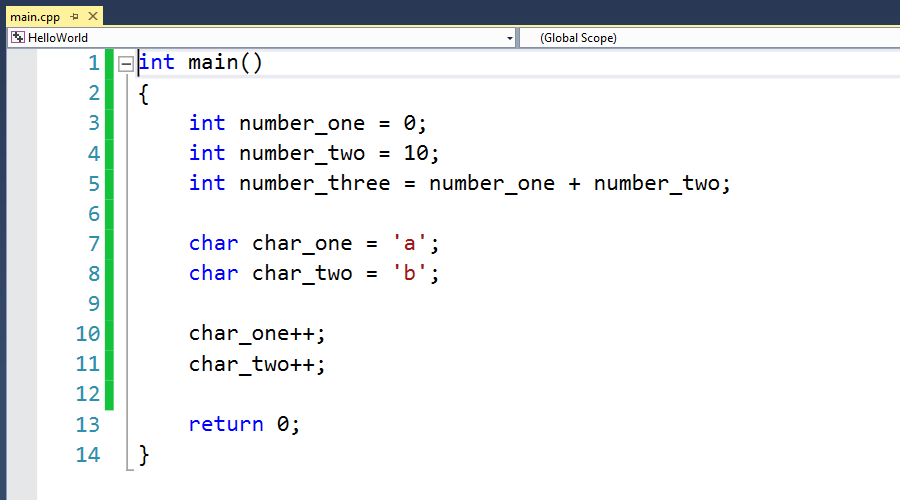 main.cpp
HelloWorld (Global Scope)
1 int main()
2 {
3 int number_one = 0;
4 int number_two = 10;
5 int number_three = number_one + number_two;
6
7 char char_one = 'a';
8 char char_two = 'b';
9
10 char_one++;
11 char_two++;
12
13 return 0;
14 }